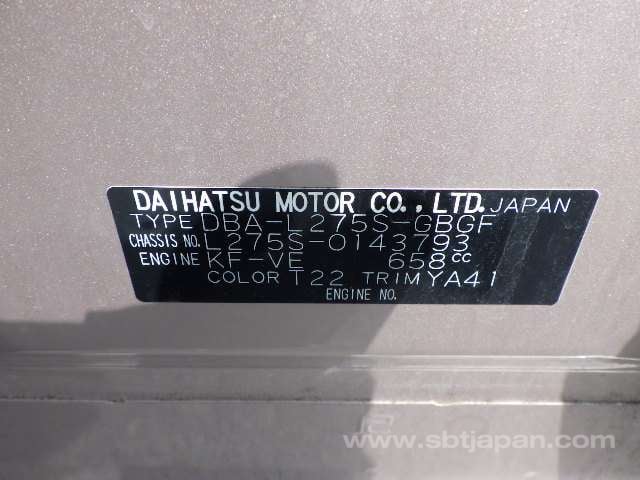 DAIHATSU MOTOR CO., LTD. JAPAN
TYPE DBA-L275S-GBGF
CHASSIS NO. L275S-0143793
ENGINE KF-VE 658cc
COLOR T22 TRIM YA41
ENGINE NO.
www.sbtjapan.com